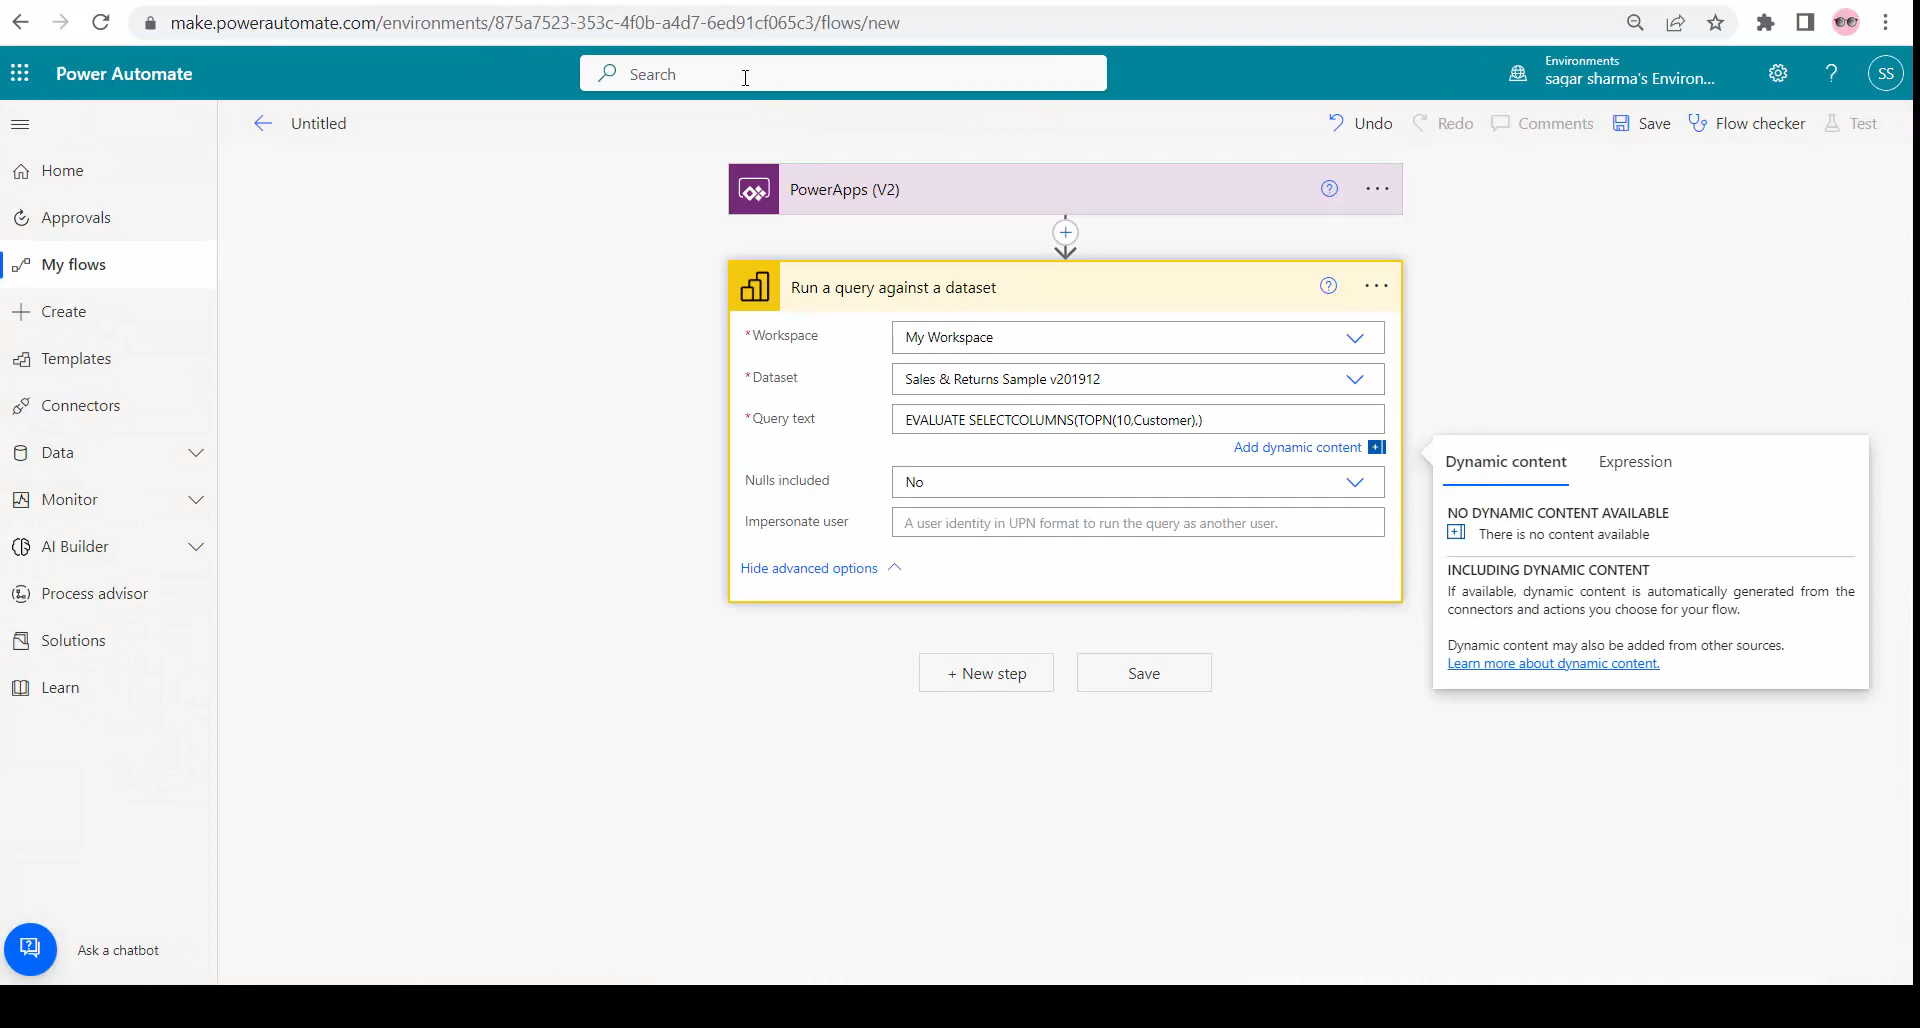 make.powerautomate.com/environments/875a7523-353c-4f0b-a4d7-6ed91cf065c3/flows/new
Power Automate
Search
Environments
sagar sharma's Environ...
?
SS
Untitled
Undo
Redo
Comments
Save
Flow checker
Test
Home
Approvals
My flows
Create
Templates
Connectors
Data
Monitor
AI Builder
Process advisor
Solutions
Learn
Ask a chatbot
PowerApps (V2)
?
Run a query against a dataset
?
*Workspace
My Workspace
*Dataset
Sales & Returns Sample v201912
*Query text
EVALUATE SELECTCOLUMNS(TOPN(10,Customer),)
Add dynamic content
Nulls included
No
Impersonate user
A user identity in UPN format to run the query as another user.
Hide advanced options
+ New step
Save
Dynamic content
Expression
NO DYNAMIC CONTENT AVAILABLE
There is no content available
INCLUDING DYNAMIC CONTENT
If available, dynamic content is automatically generated from the
connectors and actions you choose for your flow.
Dynamic content may also be added from other sources.
Learn more about dynamic content.